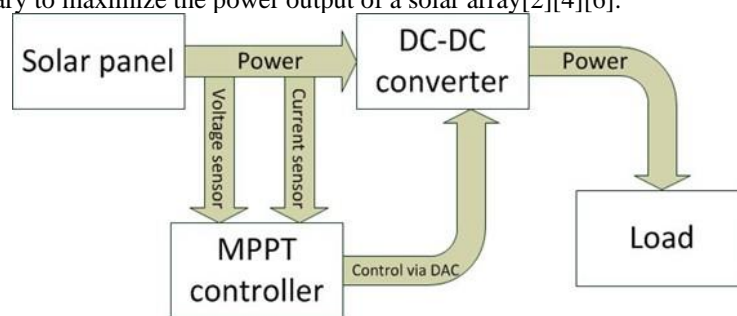 ary to maximize the power output of a solar array[2][4][6].
Solar panel
Power
DC-DC
converter
Power
Voltage sensor
Current sensor
MPPT
controller
Control via DAC
Load